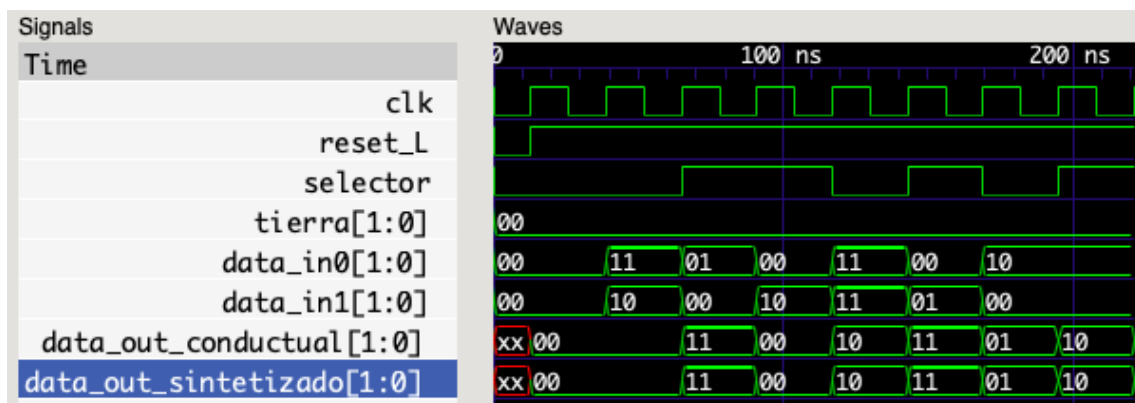 Signals Waves
Time 0 100 ns 200 ns
clk
reset_L
selector
tierra[1:0] 00
data_in0[1:0] 00 11 01 00 11 00 10
data_in1[1:0] 00 10 00 10 11 01 00
data_out_conductual[1:0] xx 00 11 00 10 11 01 10
data_out_sintetizado[1:0] xx 00 11 00 10 11 01 10